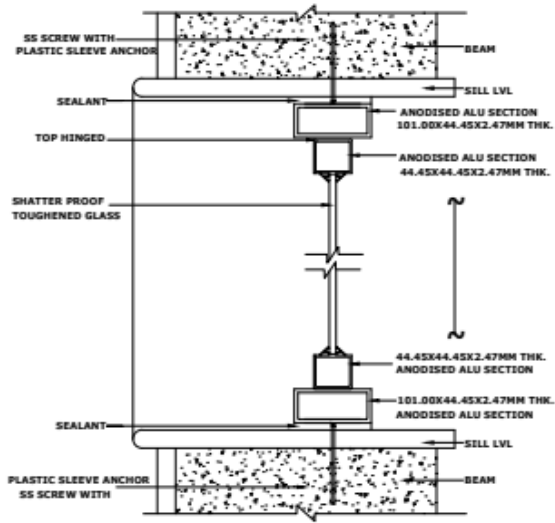 SS SCREW WITH
PLASTIC SLEEVE ANCHOR
BEAM
SILL LVL
SEALANT
ANODISED ALU SECTION
101.00X44.45X2.47MM THK.
TOP HINGED
ANODISED ALU SECTION
44.45X44.45X2.47MM THK.
SHATTER PROOF
TOUGHENED GLASS
44.45X44.45X2.47MM THK.
ANODISED ALU SECTION
101.00X44.45X2.47MM THK.
ANODISED ALU SECTION
SEALANT
SILL LVL
PLASTIC SLEEVE ANCHOR
SS SCREW WITH
BEAM